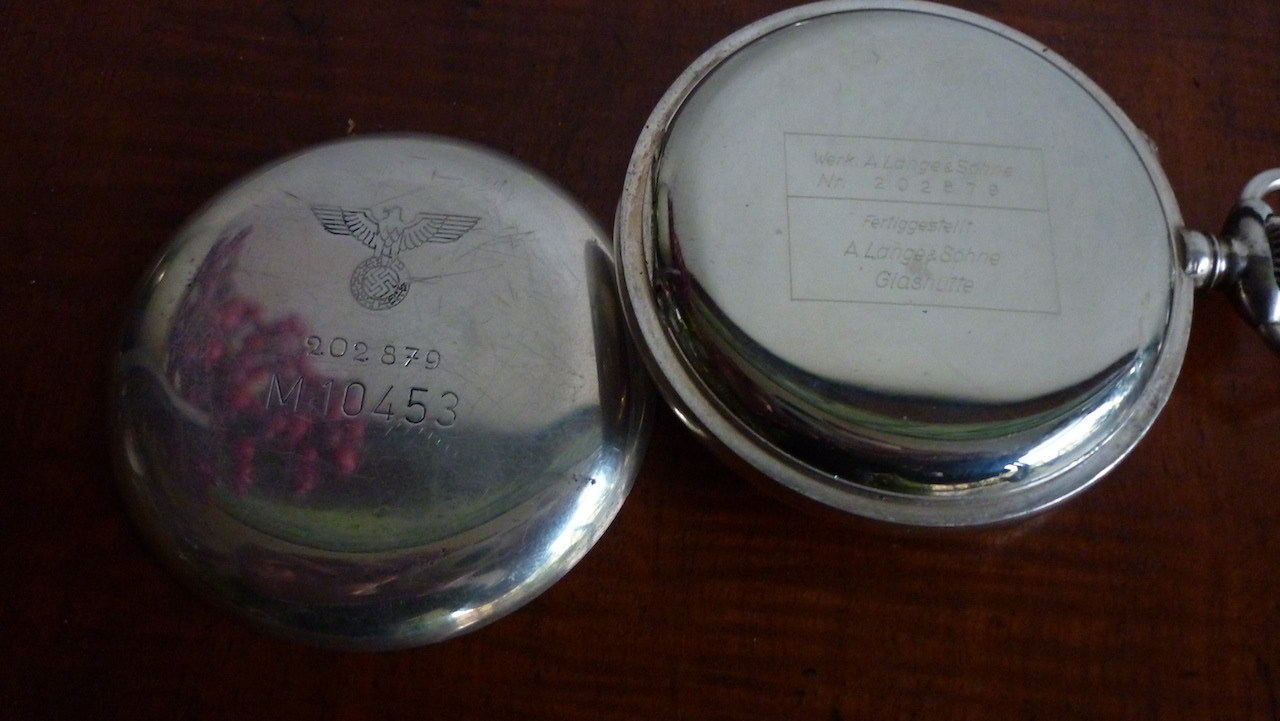 202879
M 10453
Werk A. Lange & Söhne
Nr. 202879
Fertiggestellt
A. Lange & Söhne
Glashütte